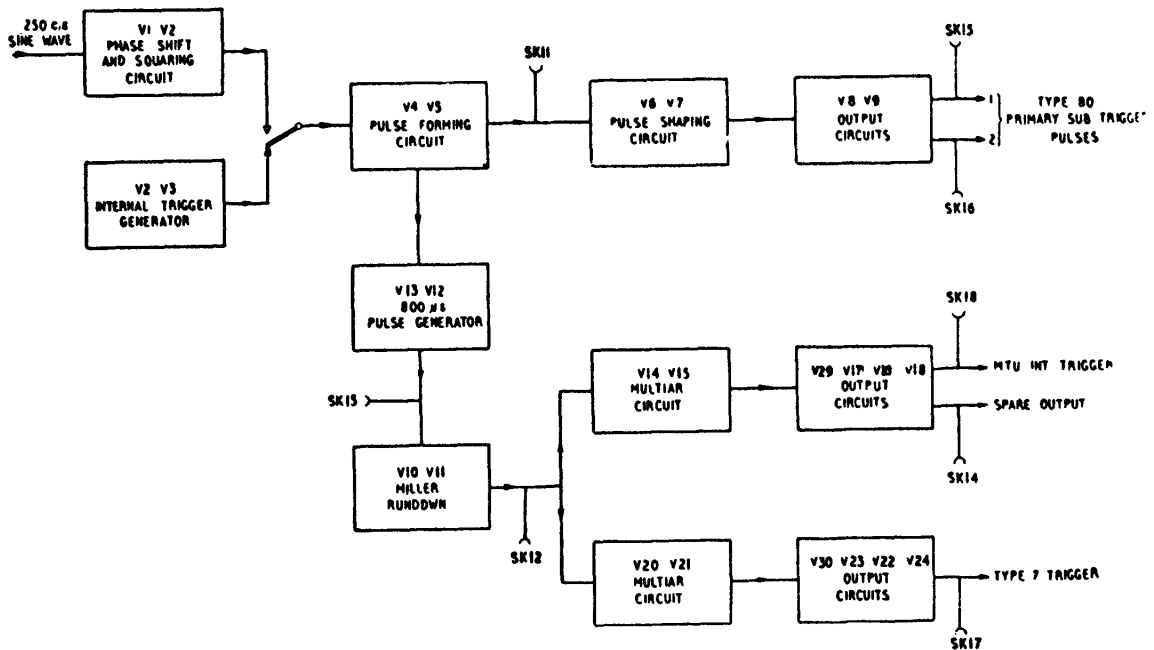 250 c.s
SINE WAVE
V1 V2
PHASE SHIFT
AND SQUARING
CIRCUIT
V2 V3
INTERNAL TRIGGER
GENERATOR
V4 V5
PULSE FORMING
CIRCUIT
SK11
V6 V7
PULSE SHAPING
CIRCUIT
V8 V9
OUTPUT
CIRCUITS
SK15
1
2
TYPE 80
PRIMARY SUB TRIGGE
PULSES
SK16
V13 V12
800 μs
PULSE GENERATOR
SK13
V10 V11
MILLER
RUNDOWN
SK12
V14 V15
MULTIAR
CIRCUIT
V29 V17 V18
OUTPUT
CIRCUITS
SK18
MTU INT TRIGGER
SPARE OUTPUT
SK14
V20 V21
MULTIAR
CIRCUIT
V30 V23 V22 V24
OUTPUT
CIRCUITS
TYPE 7 TRIGGER
SK17